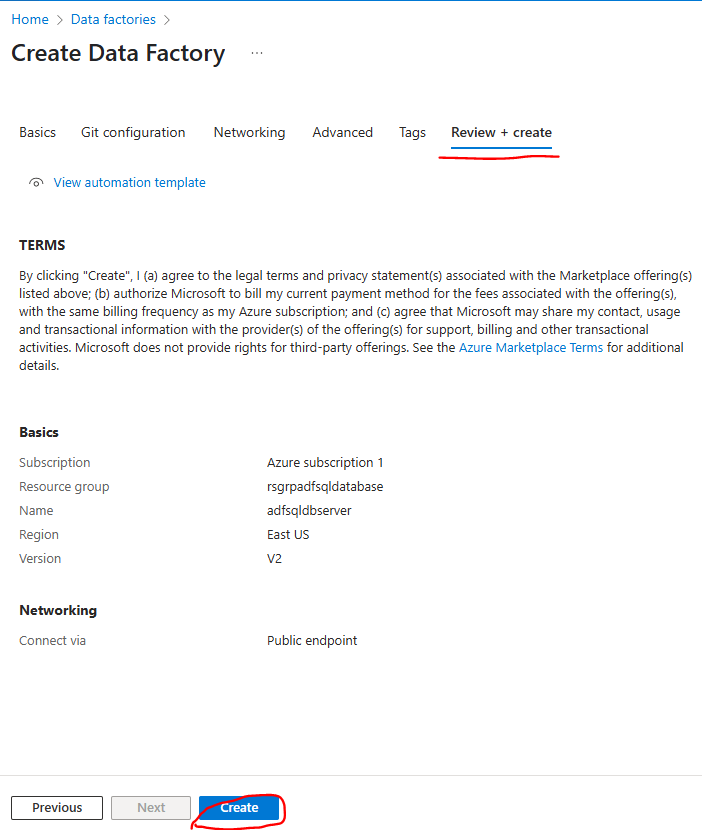 Home > Data factories >
Create Data Factory ...
Basics Git configuration Networking Advanced Tags Review + create
View automation template
TERMS
By clicking "Create", I (a) agree to the legal terms and privacy statement(s) associated with the Marketplace offering(s)
listed above; (b) authorize Microsoft to bill my current payment method for the fees associated with the offering(s),
with the same billing frequency as my Azure subscription; and (c) agree that Microsoft may share my contact, usage
and transactional information with the provider(s) of the offering(s) for support, billing and other transactional
activities. Microsoft does not provide rights for third-party offerings. See the Azure Marketplace Terms for additional
details.
Basics
Subscription Azure subscription 1
Resource group rsgrpadfsqldatabase
Name adfsqldbserver
Region East US
Version V2
Networking
Connect via Public endpoint
Previous Next Create